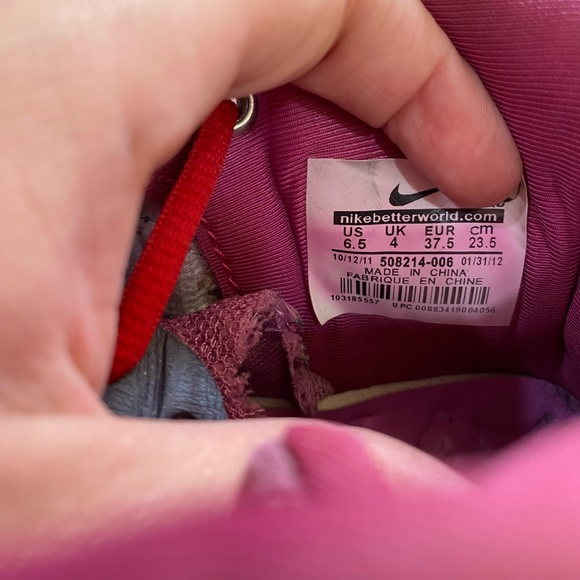 nikebetterworld.com
US UK EUR cm
6.5 4 37.5 23.5
10/12/11 508214-006 01/31/12
MADE IN CHINA
FABRIQUE EN CHINE
103185557 UPC 00883419004056